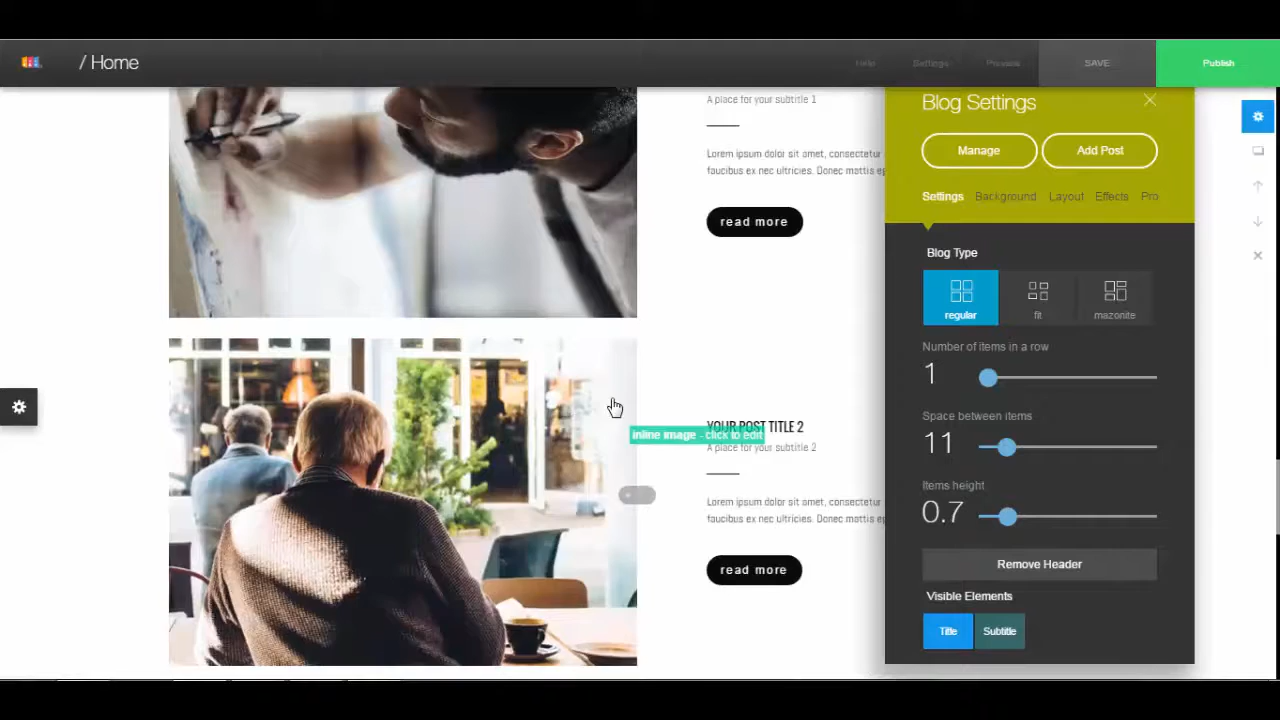 / Home
Help
Settings
Preview
SAVE
Publish
A place for your subtitle 1
Lorem ipsum dolor sit amet, consectetur
faucibus ex nec ultricies. Donec mattis
read more
YOUR POST TITLE 2
inline image - click to edit
A place for your subtitle 2
Lorem ipsum dolor sit amet, consectetur
faucibus ex nec ultricies. Donec mattis
read more
Blog Settings
Manage
Add Post
Settings
Background
Layout
Effects
Pro
Blog Type
regular
fit
mazonite
Number of items in a row
1
Space between items
11
Items height
0.7
Remove Header
Visible Elements
Title
Subtitle